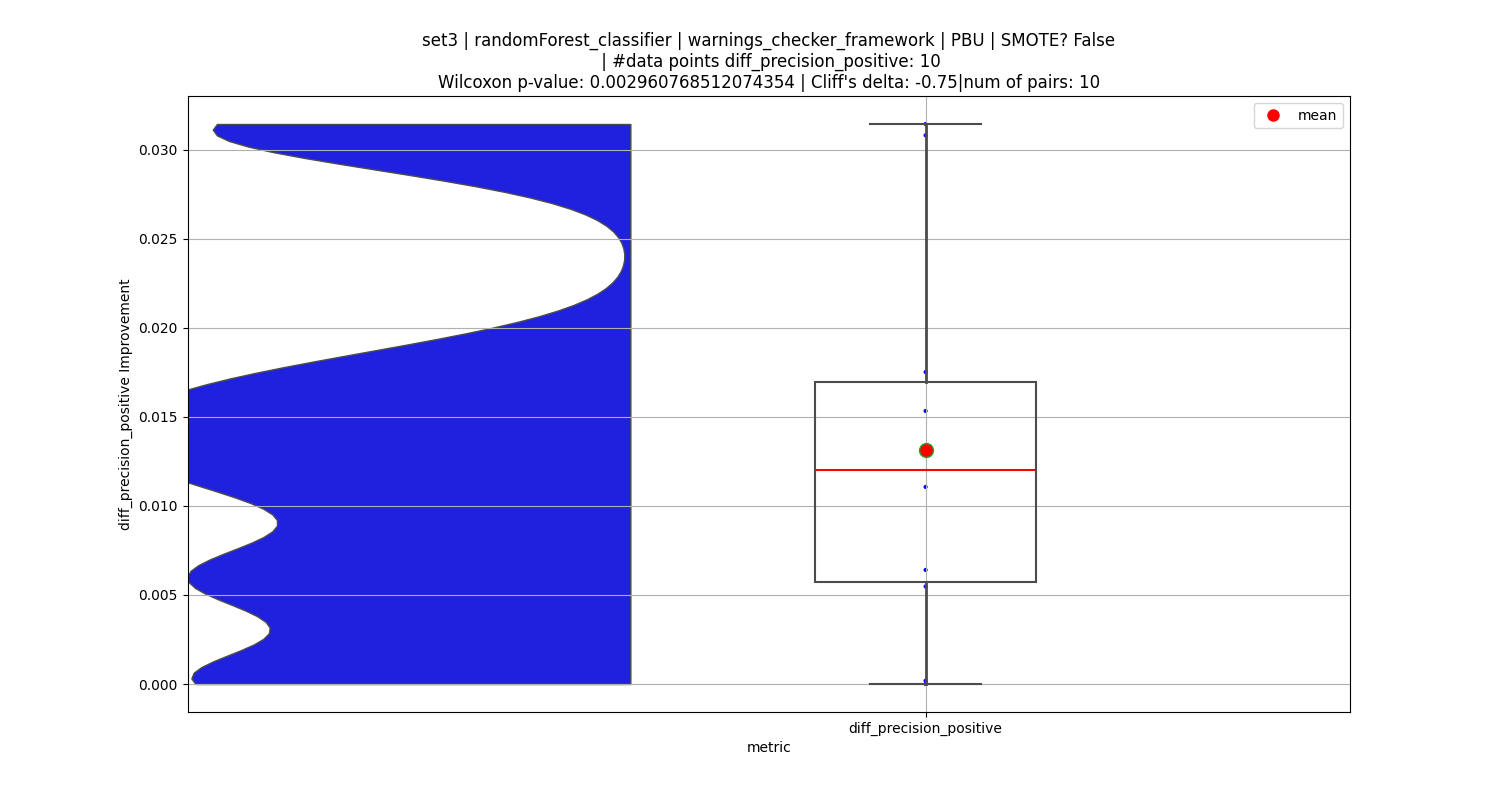 set3 | randomForest_classifier | warnings_checker_framework | PBU | SMOTE? False
| #data points diff_precision_positive: 10
Wilcoxon p-value: 0.002960768512074354 | Cliff's delta: -0.75|num of pairs: 10
mean
0.030
0.025
0.020
0.015
0.010
0.005
0.000
diff_precision_positive Improvement
diff_precision_positive
metric